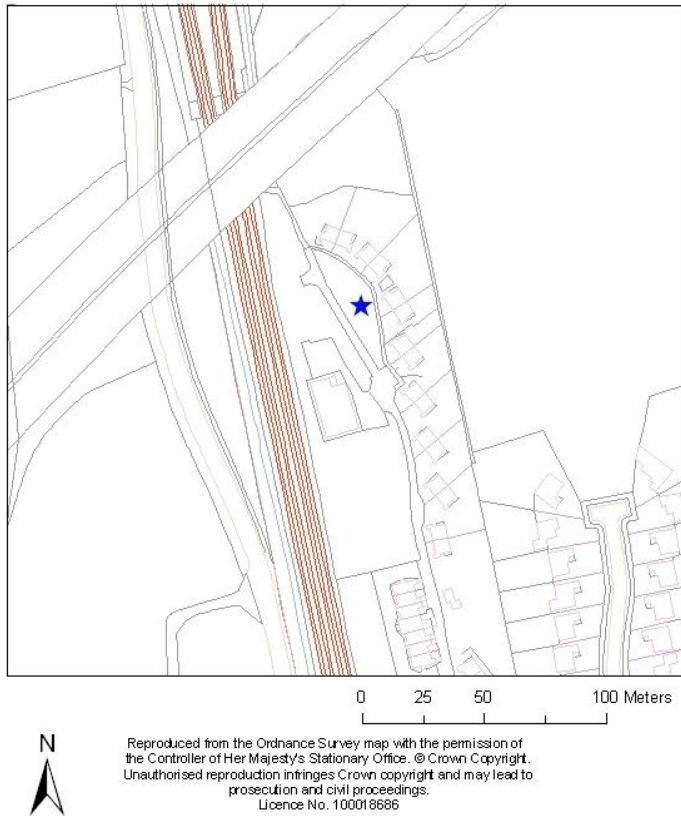 0 25 50 100 Meters
N
Reproduced from the Ordnance Survey map with the permission of
the Controller of Her Majesty's Stationary Office. © Crown Copyright.
Unauthorised reproduction infringes Crown copyright and may lead to
prosecution and civil proceedings.
Licence No. 100018686